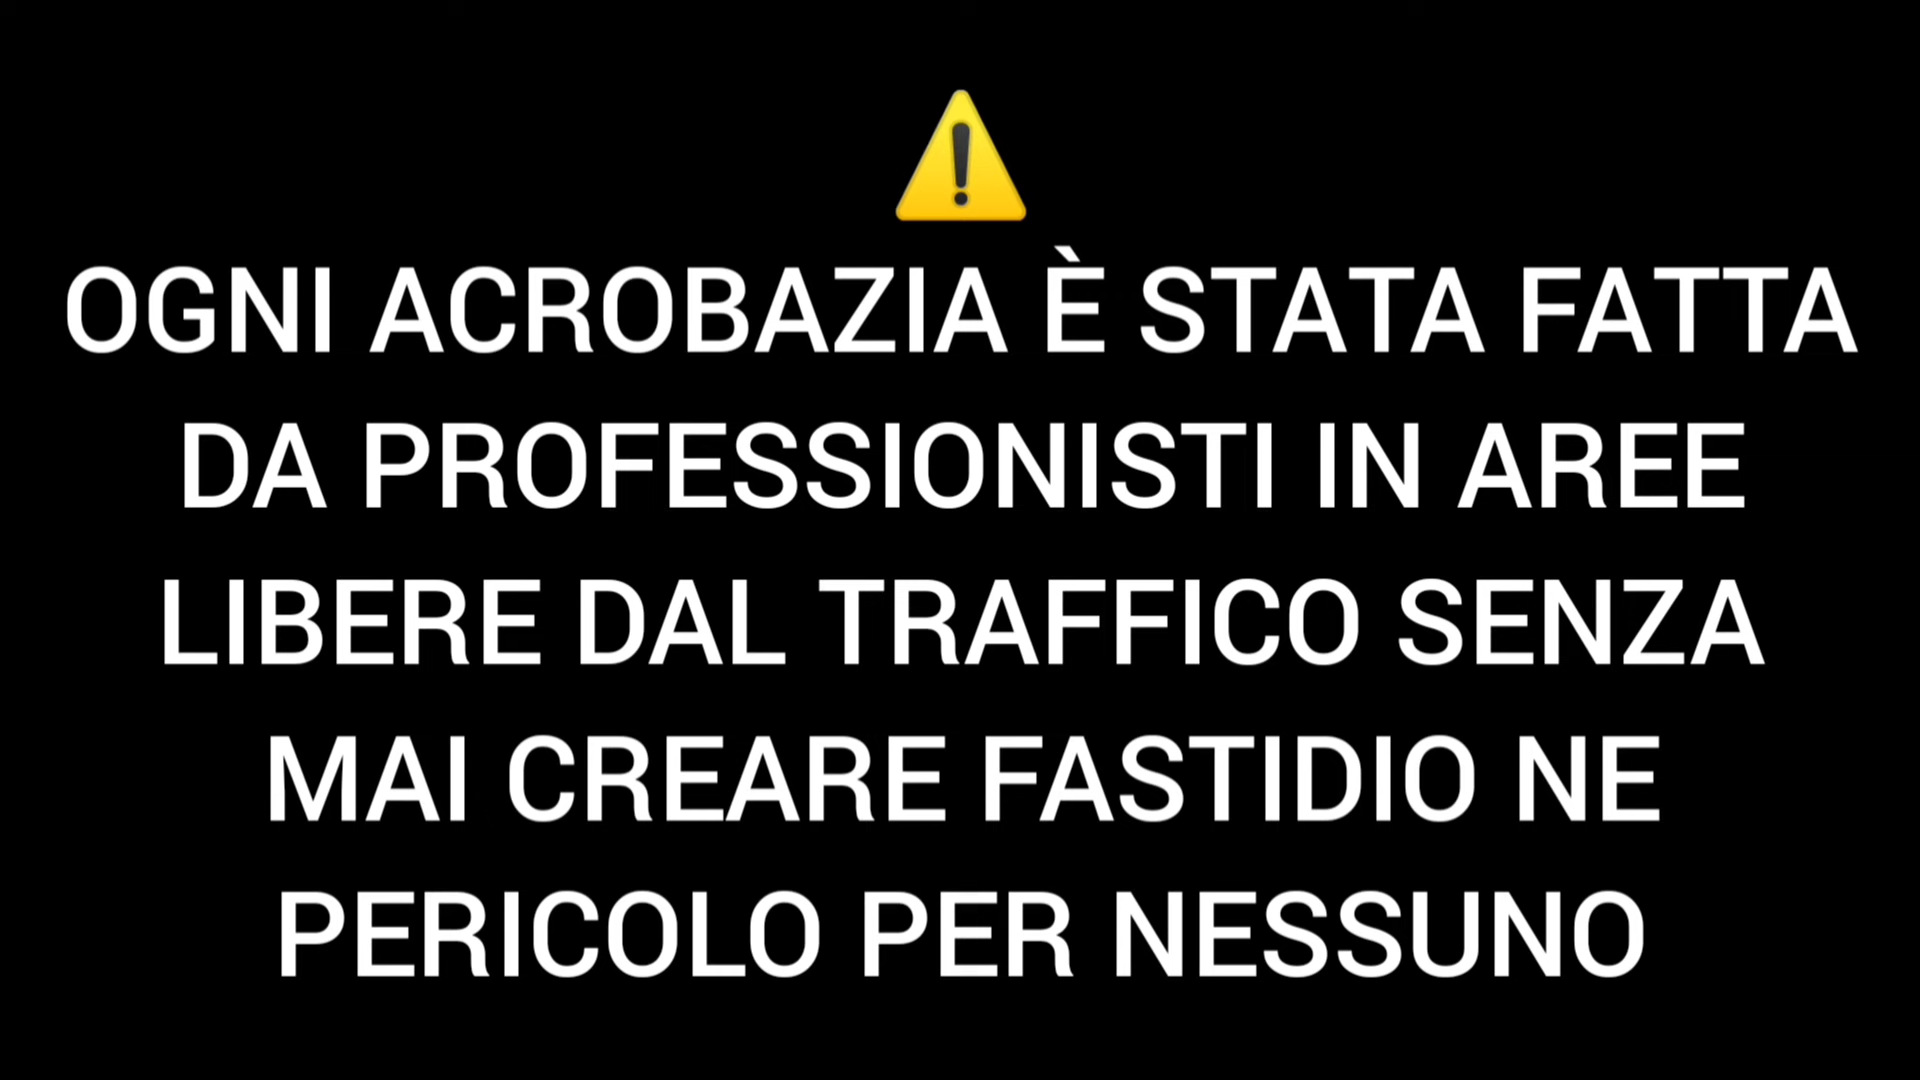 OGNI ACROBAZIA È STATA FATTA
DA PROFESSIONISTI IN AREE
LIBERE DAL TRAFFICO SENZA
MAI CREARE FASTIDIO NE
PERICOLO PER NESSUNO